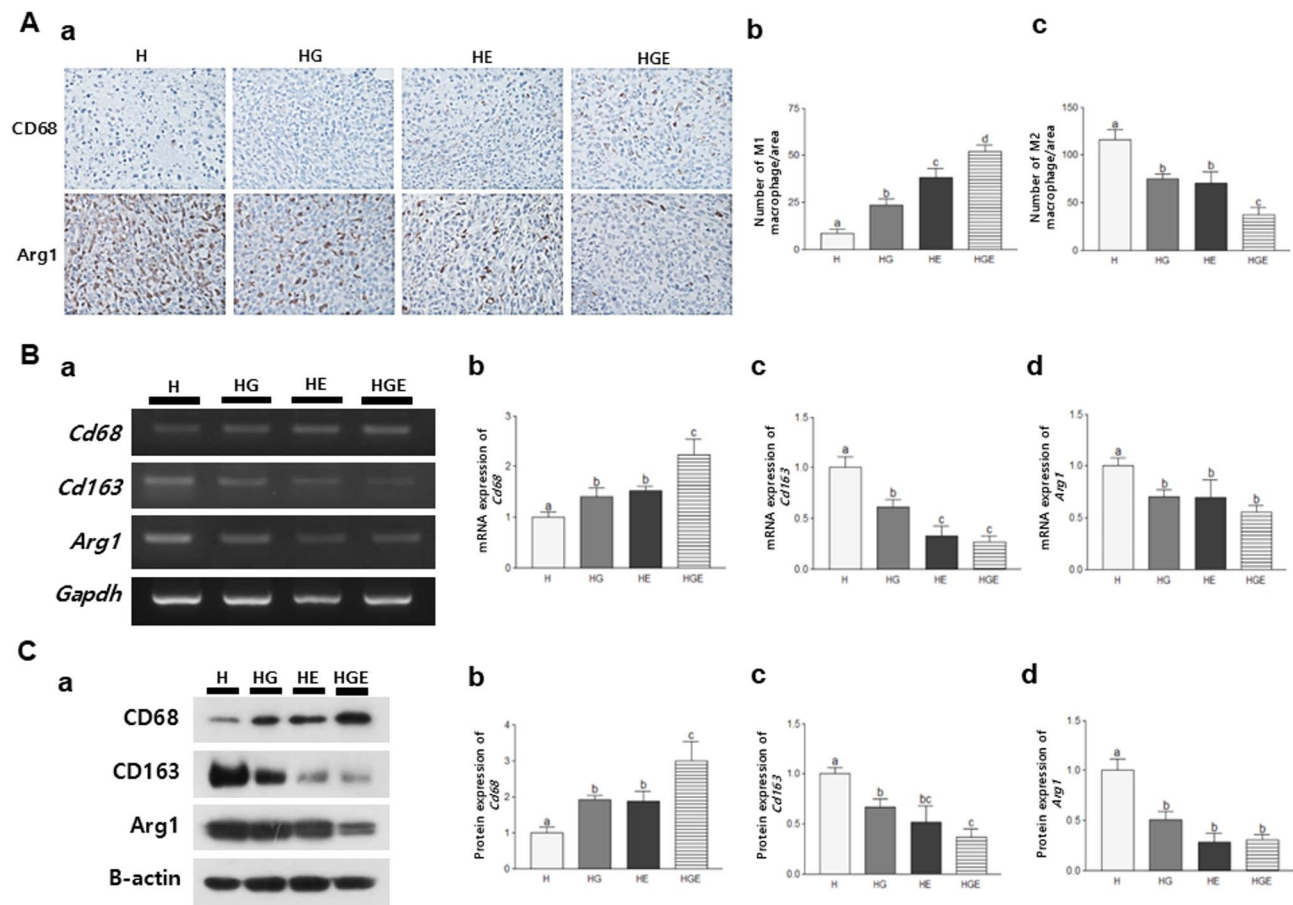 A
a
H
HG
HE
HGE
CD68
Arg1
b
Number of M1
macrophage/area
75
50
25
0
a
b
c
d
H
HG
HE
HGE
c
Number of M2
macrophage/area
150
100
50
0
a
b
b
c
H
HG
HE
HGE
B
a
H
HG
HE
HGE
Cd68
Cd163
Arg1
Gapdh
b
mRNA expression of
Cd68
3
2
1
0
a
b
b
c
H
HG
HE
HGE
c
mRNA expression of
Cd163
1.5
1.0
0.5
0.0
a
b
c
c
H
HG
HE
HGE
d
mRNA expression of
Arg1
1.5
1.0
0.5
0.0
a
b
b
b
H
HG
HE
HGE
C
a
H
HG
HE
HGE
CD68
CD163
Arg1
B-actin
b
Protein expression of
Cd68
4
3
2
1
0
a
b
b
c
H
HG
HE
HGE
c
Protein expression of
Cd163
1.5
1.0
0.5
0.0
a
b
bc
c
H
HG
HE
HGE
d
Protein expression of
Arg1
1.5
1.0
0.5
0.0
a
b
b
b
H
HG
HE
HGE